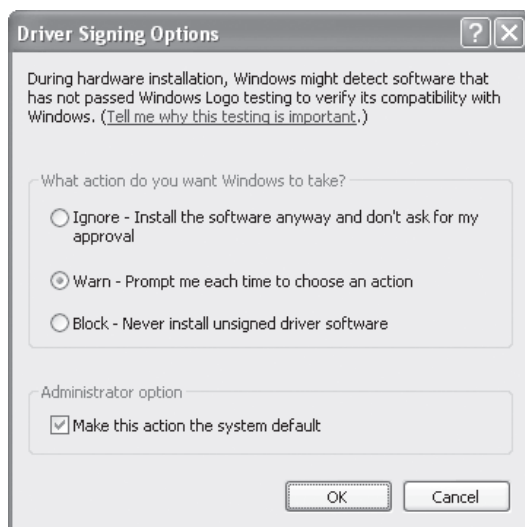 Driver Signing Options
During hardware installation, Windows might detect software that
has not passed Windows Logo testing to verify its compatibility with
Windows. (Tell me why this testing is important.)
What action do you want Windows to take?
Ignore - Install the software anyway and don't ask for my
approval
Warn - Prompt me each time to choose an action
Block - Never install unsigned driver software
Administrator option
Make this action the system default
OK Cancel